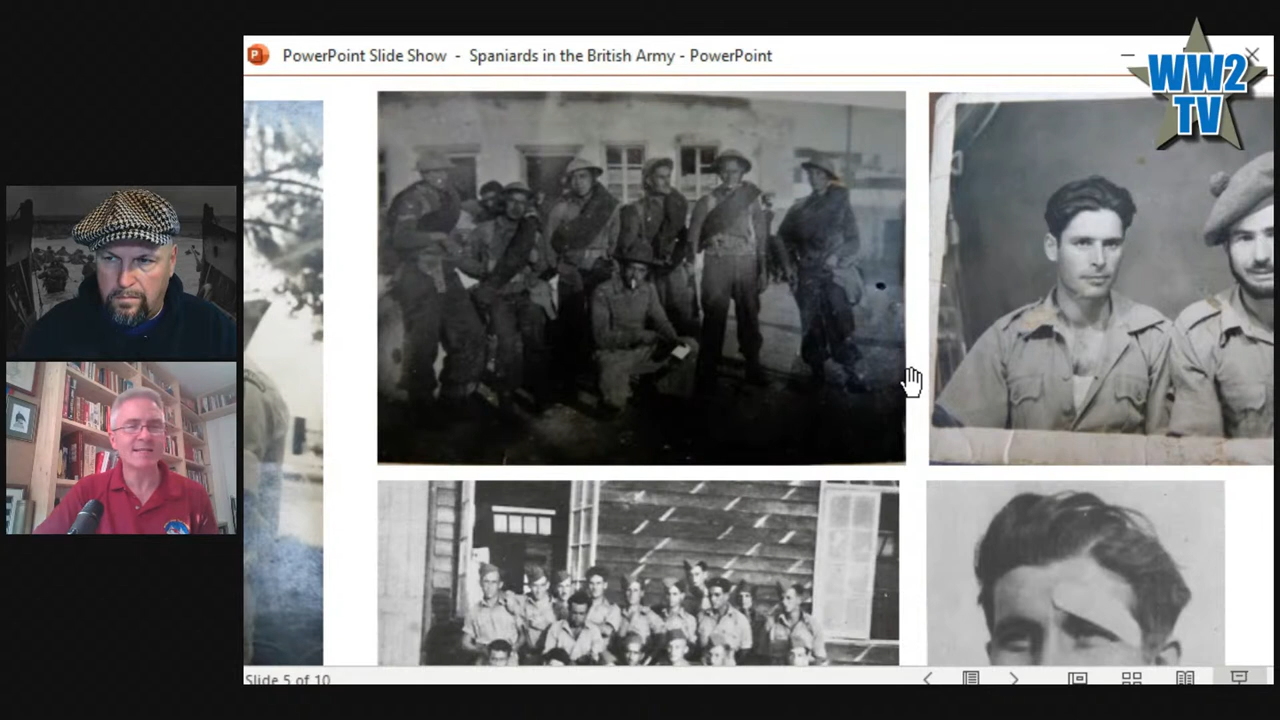 PowerPoint Slide Show - Spaniards in the British Army - PowerPoint
WW2
TV
Slide 5 of 10